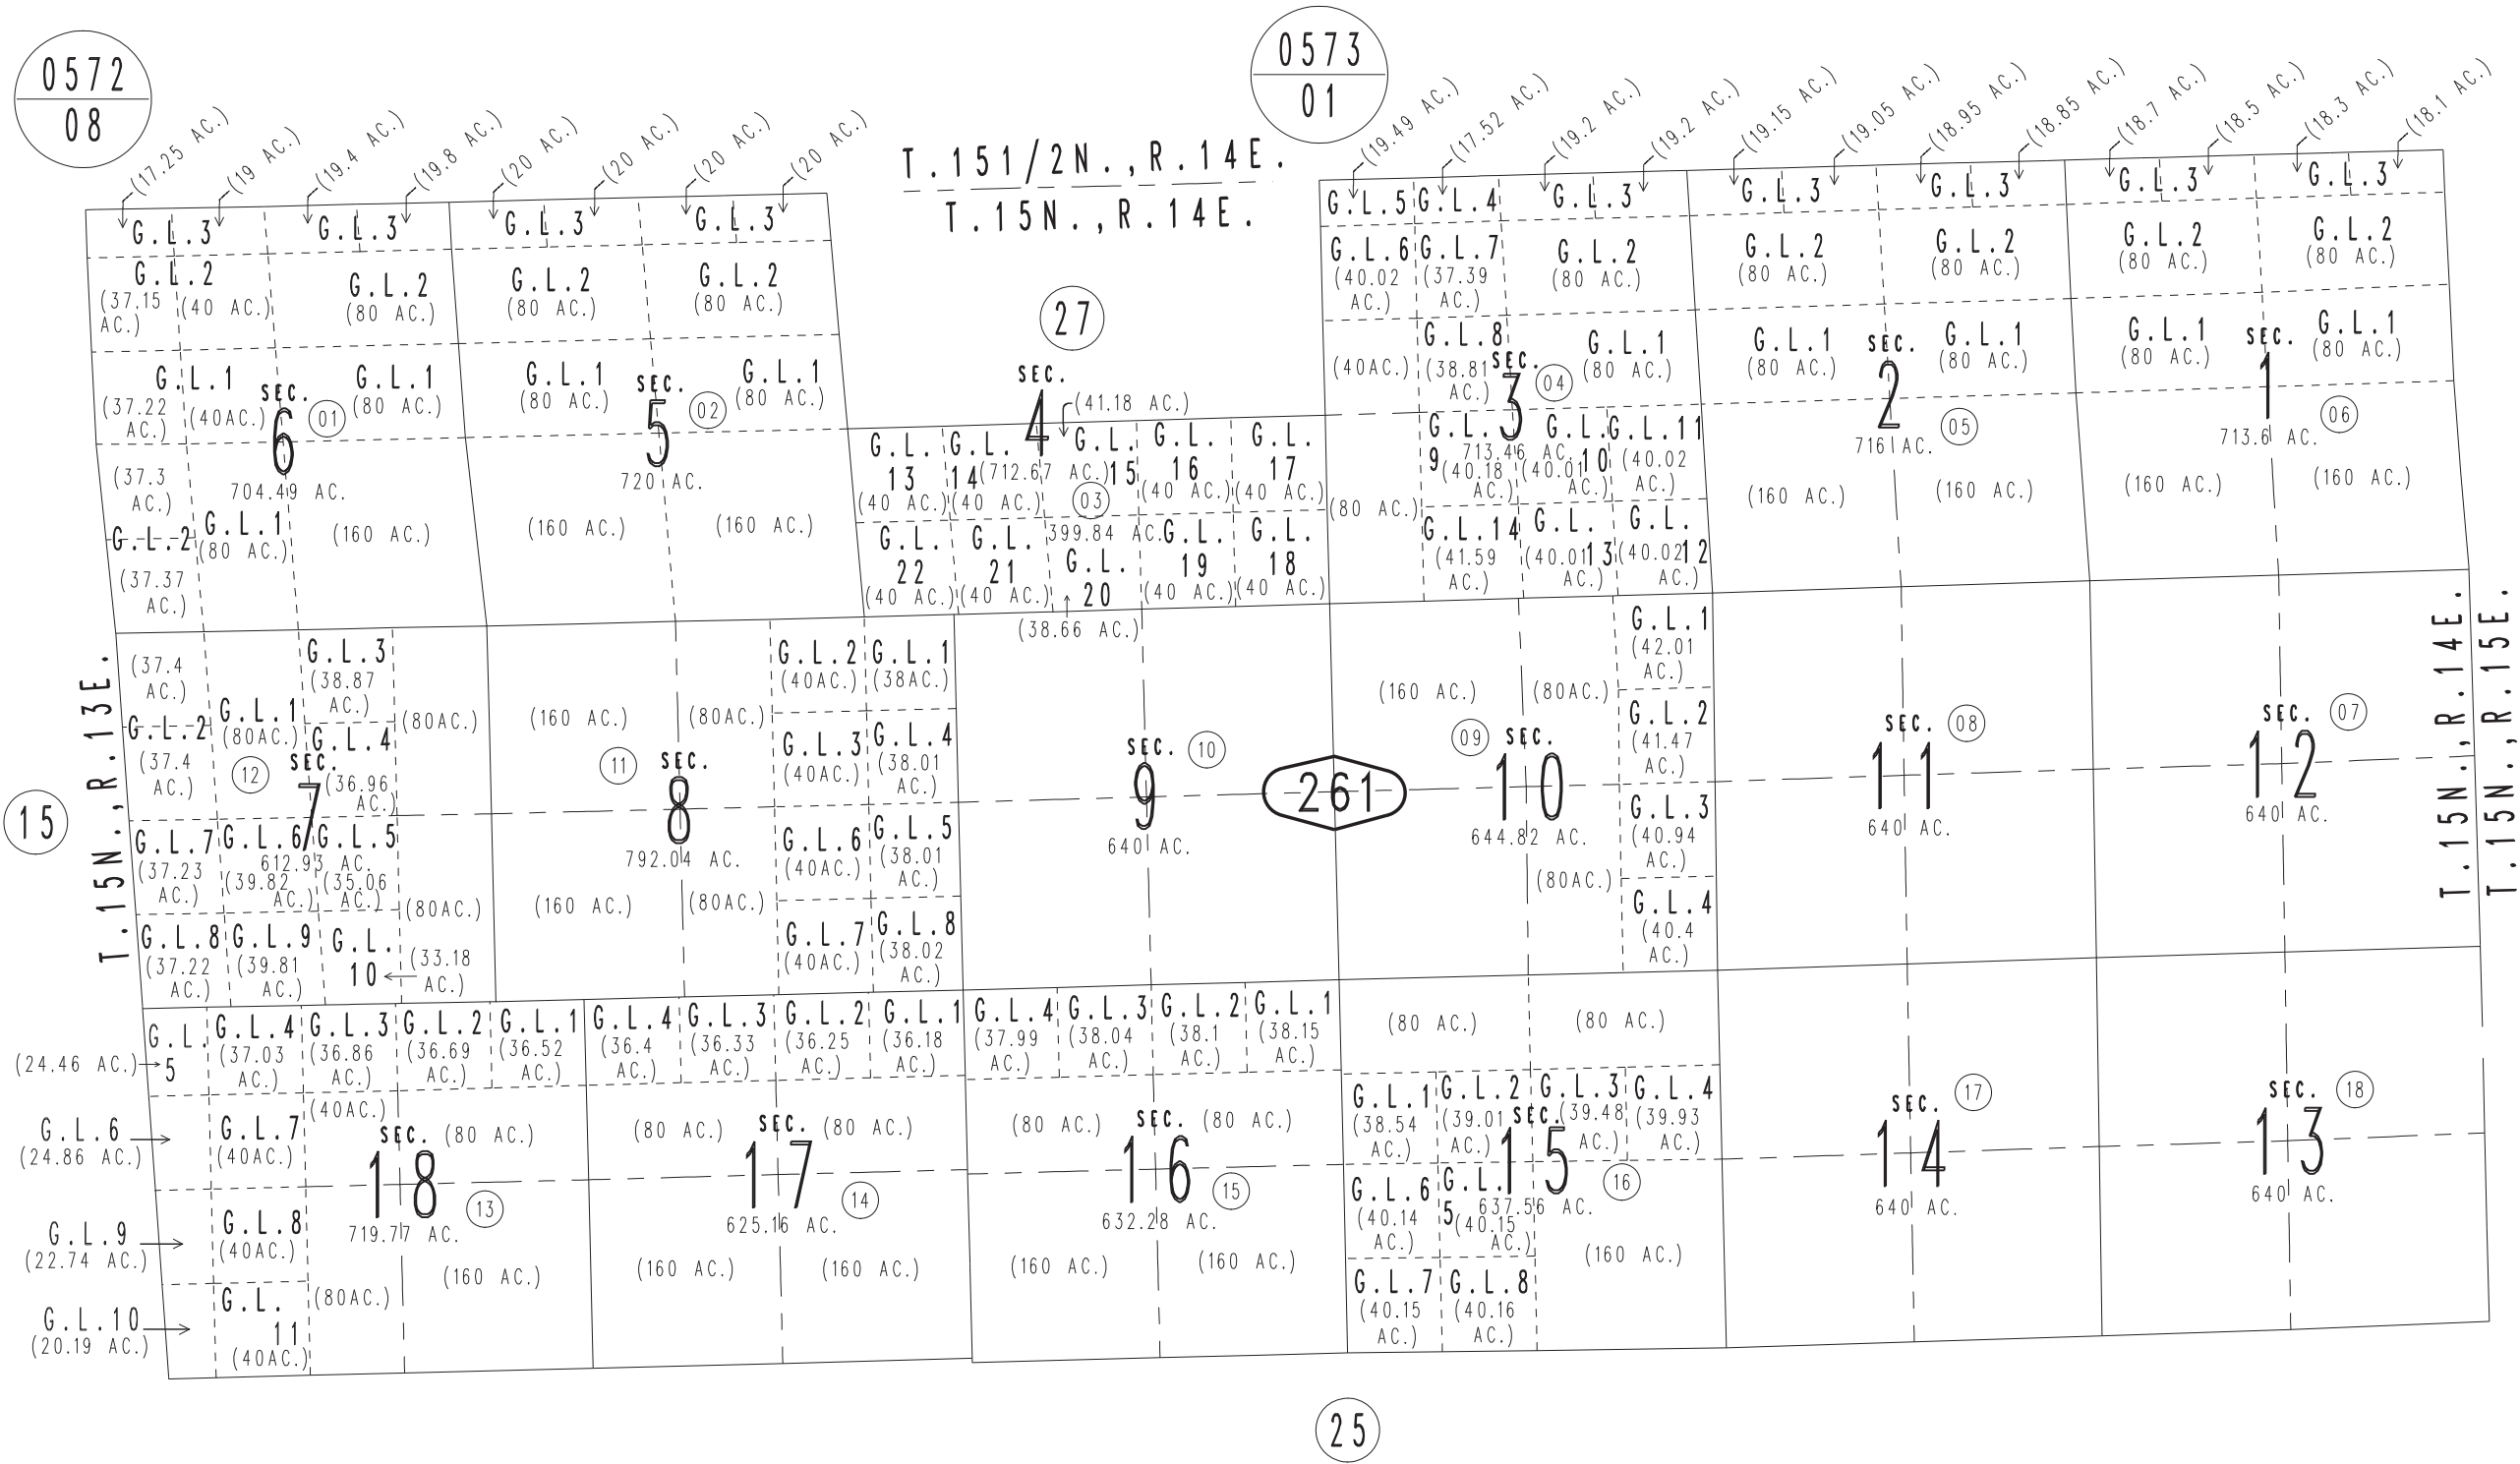 0572
08
0573
01
(17.25 AC.)
(19 AC.)
(19.4 AC.)
(19.8 AC.)
(20 AC.)
(20 AC.)
(20 AC.)
(20 AC.)
(19.49 AC.)
(17.52 AC.)
(19.2 AC.)
(19.2 AC.)
(19.15 AC.)
(19.05 AC.)
(18.95 AC.)
(18.85 AC.)
(18.7 AC.)
(18.5 AC.)
(18.3 AC.)
(18.1 AC.)
T.151/2N.,R.14E.
T.15N.,R.14E.
27
G.L.3
G.L.3
G.L.2
(37.15
AC.)
(40 AC.)
G.L.2
(80 AC.)
G.L.1
(37.22
AC.)
(40AC.)
G.L.1
(80 AC.)
SEC.
6
01
704.49 AC.
(37.3
AC.)
G.L.2
(37.37
AC.)
G.L.1
(80 AC.)
(160 AC.)
G.L.3
G.L.3
G.L.2
(80 AC.)
G.L.2
(80 AC.)
G.L.1
(80 AC.)
G.L.1
(80 AC.)
SEC.
5
02
720 AC.
(160 AC.)
(160 AC.)
SEC.
4
(41.18 AC.)
G.L.
13
(40 AC.)
G.L.
14
(40 AC.)
(712.67 AC.)
G.L.
15
03
399.84 AC.
G.L.
16
(40 AC.)
G.L.
17
(40 AC.)
G.L.
22
(40 AC.)
G.L.
21
(40 AC.)
G.L.
20
(38.66 AC.)
G.L.
19
(40 AC.)
G.L.
18
(40 AC.)
G.L.5
G.L.4
G.L.3
G.L.6
(40.02
AC.)
G.L.7
(37.39
AC.)
G.L.2
(80 AC.)
(40AC.)
G.L.8
(38.81
AC.)
SEC.
3
04
G.L.1
(80 AC.)
713.46 AC.
(80 AC.)
G.L.
9
(40.18
AC.)
G.L.
10
(40.01
AC.)
G.L.11
(40.02
AC.)
G.L.14
(41.59
AC.)
G.L.
13
(40.01
AC.)
G.L.
12
(40.02
AC.)
G.L.3
G.L.3
G.L.2
(80 AC.)
G.L.2
(80 AC.)
G.L.1
(80 AC.)
G.L.1
(80 AC.)
SEC.
2
05
716 AC.
(160 AC.)
(160 AC.)
G.L.3
G.L.3
G.L.2
(80 AC.)
G.L.2
(80 AC.)
G.L.1
(80 AC.)
G.L.1
(80 AC.)
SEC.
1
06
713.6 AC.
(160 AC.)
(160 AC.)
T.15N.,R.13E.
15
(37.4
AC.)
G.L.2
(37.4
AC.)
G.L.1
(80AC.)
G.L.3
(38.87
AC.)
G.L.4
(36.96
AC.)
(80AC.)
SEC.
7
12
612.93 AC.
G.L.7
(37.23
AC.)
G.L.6
(39.82
AC.)
G.L.5
(35.06
AC.)
(80AC.)
G.L.8
(37.22
AC.)
G.L.9
(39.81
AC.)
G.L.
10
(33.18
AC.)
(160 AC.)
(80AC.)
G.L.2
(40AC.)
G.L.1
(38AC.)
G.L.3
(40AC.)
G.L.4
(38.01
AC.)
11
SEC.
8
792.04 AC.
(160 AC.)
(80AC.)
G.L.6
(40AC.)
G.L.5
(38.01
AC.)
G.L.7
(40AC.)
G.L.8
(38.02
AC.)
SEC.
9
10
640 AC.
261
(160 AC.)
(80AC.)
G.L.1
(42.01
AC.)
G.L.2
(41.47
AC.)
09
SEC.
10
644.82 AC.
(80AC.)
G.L.3
(40.94
AC.)
G.L.4
(40.4
AC.)
SEC.
11
08
640 AC.
SEC.
12
07
640 AC.
T.15N.,R.14E.
T.15N.,R.15E.
(24.46 AC.)
G.L.
5
G.L.4
(37.03
AC.)
G.L.3
(36.86
AC.)
G.L.2
(36.69
AC.)
G.L.1
(36.52
AC.)
G.L.6
(24.86 AC.)
G.L.7
(40AC.)
(40AC.)
(80 AC.)
SEC.
18
13
719.77 AC.
G.L.9
(22.74 AC.)
G.L.8
(40AC.)
(80AC.)
(160 AC.)
G.L.10
(20.19 AC.)
G.L.
11
(40AC.)
G.L.4
(36.4
AC.)
G.L.3
(36.33
AC.)
G.L.2
(36.25
AC.)
G.L.1
(36.18
AC.)
(80 AC.)
(80 AC.)
SEC.
17
14
625.16 AC.
(160 AC.)
(160 AC.)
G.L.4
(37.99
AC.)
G.L.3
(38.04
AC.)
G.L.2
(38.1
AC.)
G.L.1
(38.15
AC.)
(80 AC.)
(80 AC.)
SEC.
16
15
632.28 AC.
(160 AC.)
(160 AC.)
(80 AC.)
(80 AC.)
G.L.1
(38.54
AC.)
G.L.2
(39.01
AC.)
G.L.3
(39.48
AC.)
G.L.4
(39.93
AC.)
SEC.
15
16
637.56 AC.
G.L.6
(40.14
AC.)
G.L.
5
(40.15
AC.)
G.L.7
(40.15
AC.)
G.L.8
(40.16
AC.)
(160 AC.)
SEC.
14
17
640 AC.
SEC.
13
18
640 AC.
25